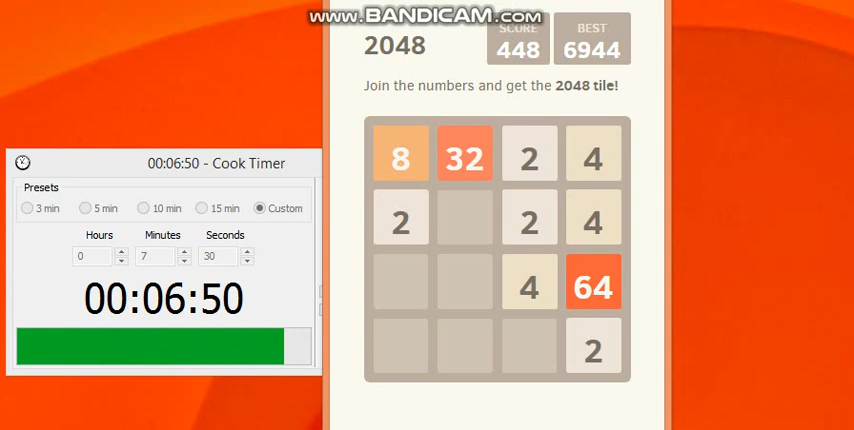 www.BANDICAM.com
2048
SCORE
448
BEST
6944
Join the numbers and get the 2048 tile!
00:06:50 - Cook Timer
Presets
3 min 5 min 10 min 15 min Custom
Hours Minutes Seconds
0 7 30
00:06:50
8 32 2 4
2 2 4
4 64
2